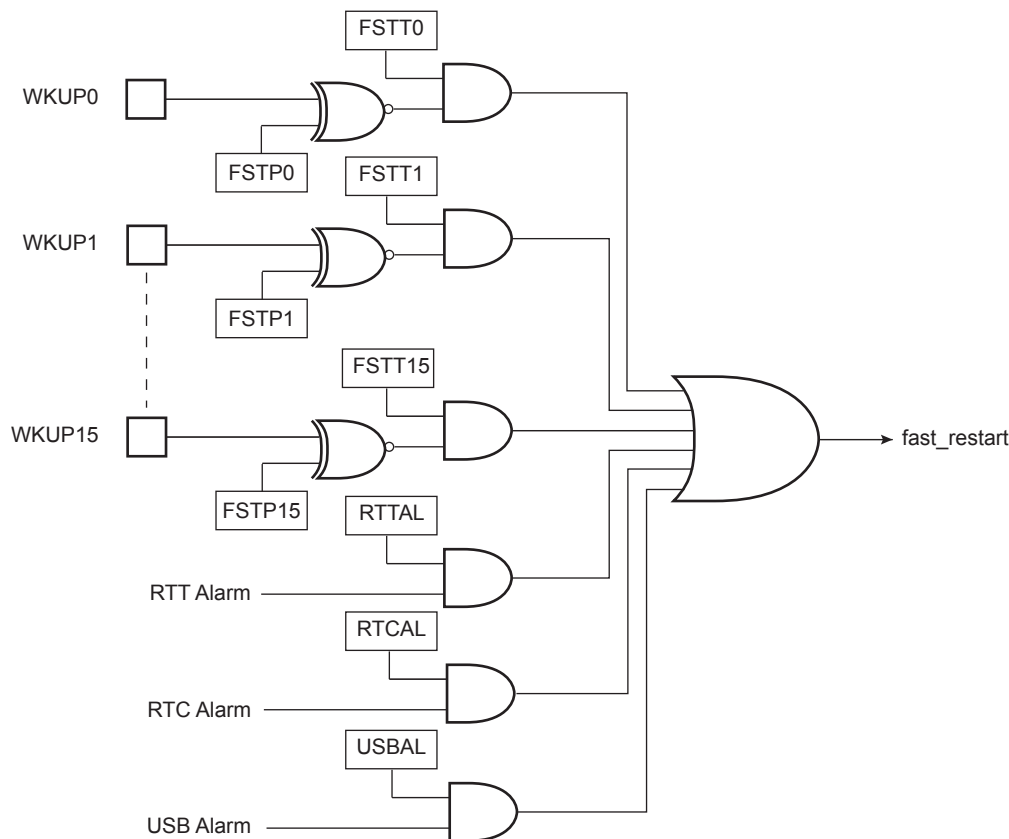 FSTT0
WKUP0
FSTP0
FSTT1
WKUP1
FSTP1
FSTT15
WKUP15
fast_restart
FSTP15
RTTAL
RTT Alarm
RTCAL
RTC Alarm
USBAL
USB Alarm